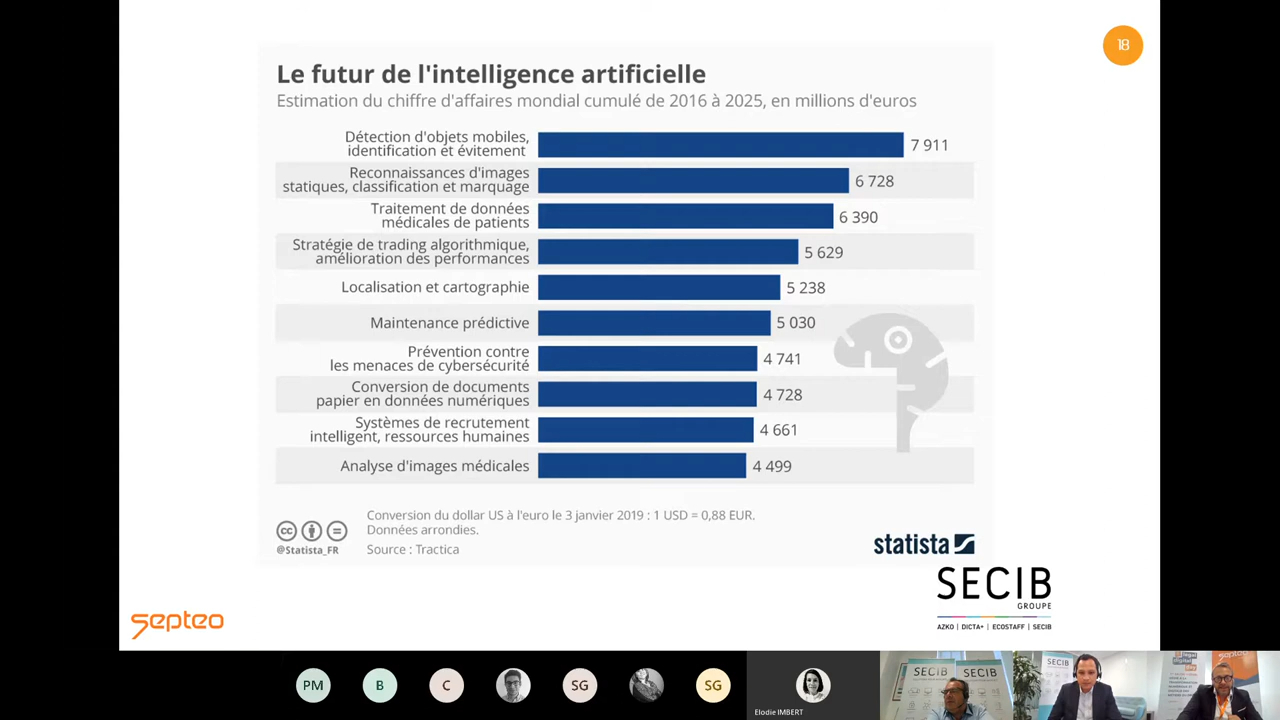 18
Le futur de l'intelligence artificielle
Estimation du chiffre d'affaires mondial cumulé de 2016 à 2025, en millions d'euros
Détection d'objets mobiles,
identification et évitement
7 911
Reconnaissances d'images
statiques, classification et marquage
6 728
Traitement de données
médicales de patients
6 390
Stratégie de trading algorithmique,
amélioration des performances
5 629
Localisation et cartographie
5 238
Maintenance prédictive
5 030
Prévention contre
les menaces de cybersécurité
4 741
Conversion de documents
papier en données numériques
4 728
Systèmes de recrutement
intelligent, ressources humaines
4 661
Analyse d'images médicales
4 499
Conversion du dollar US à l'euro le 3 janvier 2019 : 1 USD = 0,88 EUR.
Données arrondies.
cc
@Statista_FR
Source : Tractica
statista
SECIB
GROUPE
AZKO | DICTA+ | ECOSTAFF | SECIB
septeo
PM
B
C
SG
SG
Elodie IMBERT
SECIB
SECIB
SECIB
septeo